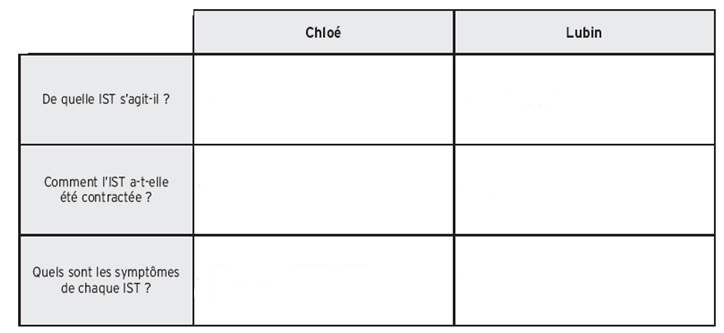 Chloé
Lubin
De quelle IST s'agit-il ?
Comment l'IST a-t-elle
été contractée ?
Quels sont les symptômes
de chaque IST ?